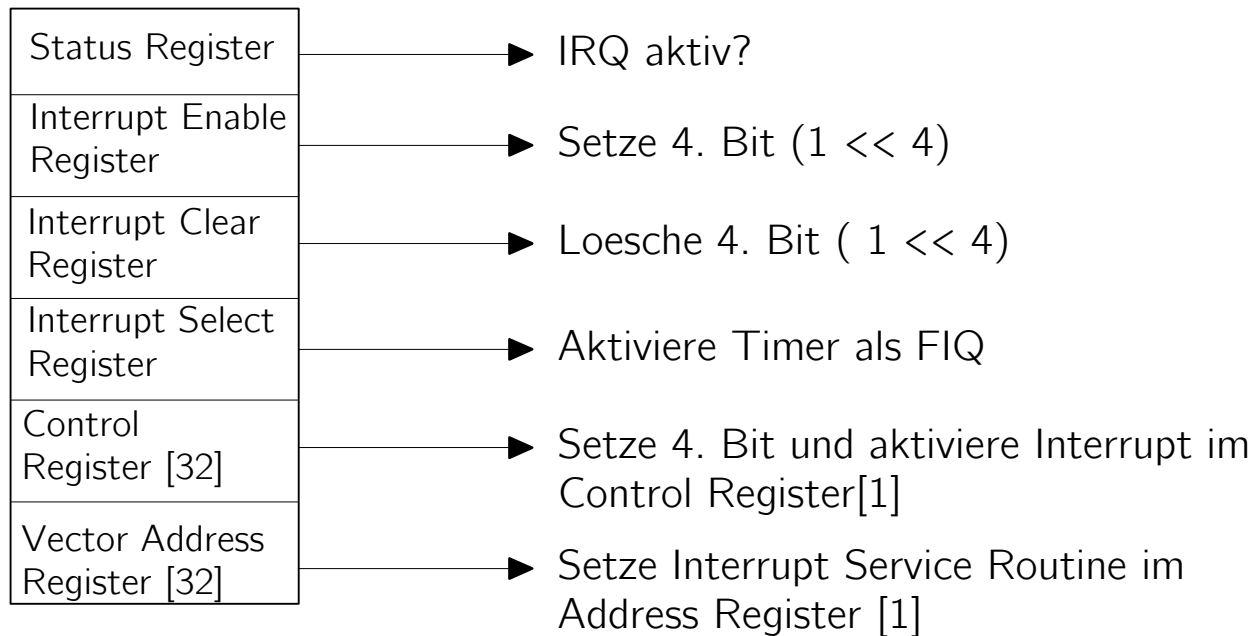 Status Register
IRQ aktiv?
Interrupt Enable
Register
Setze 4. Bit (1 << 4)
Interrupt Clear
Register
Loesche 4. Bit ( 1 << 4)
Interrupt Select
Register
Aktiviere Timer als FIQ
Control
Register [32]
Setze 4. Bit und aktiviere Interrupt im
Control Register[1]
Vector Address
Register [32]
Setze Interrupt Service Routine im
Address Register [1]